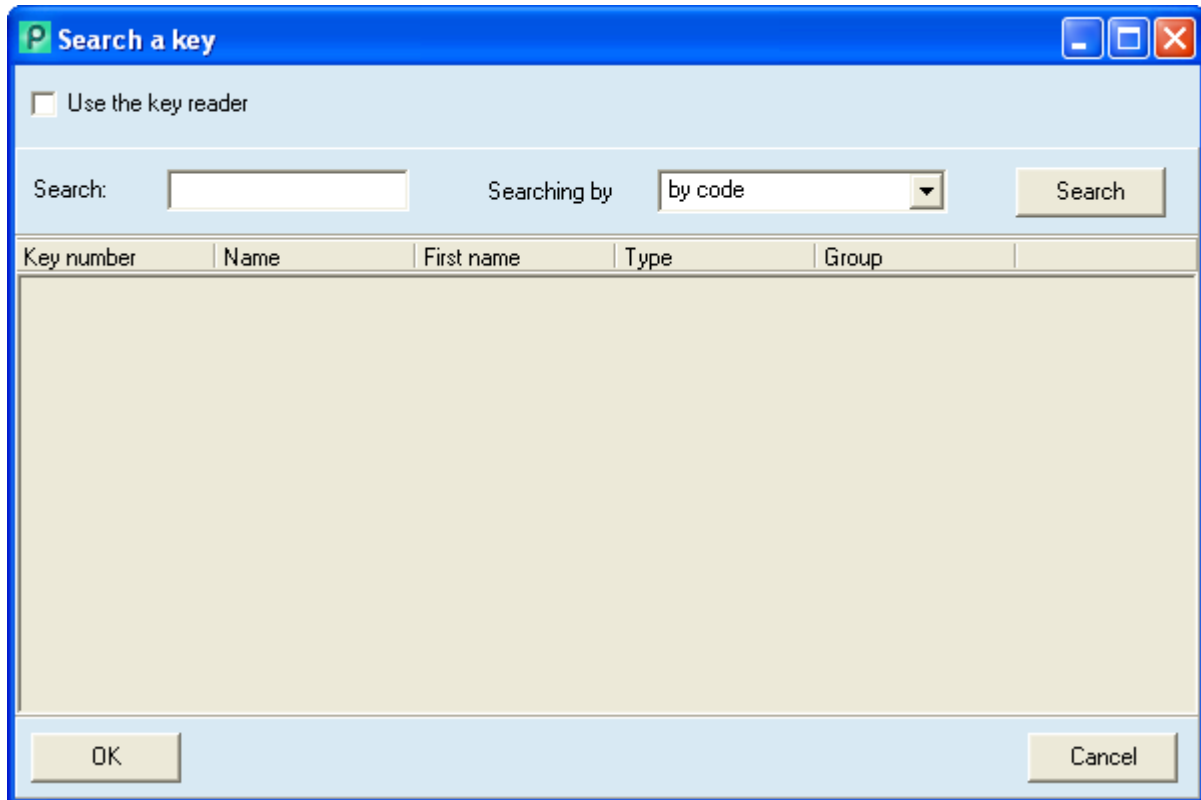 Search a key
Use the key reader
Search: Searching by by code Search
Key number Name First name Type Group
OK Cancel